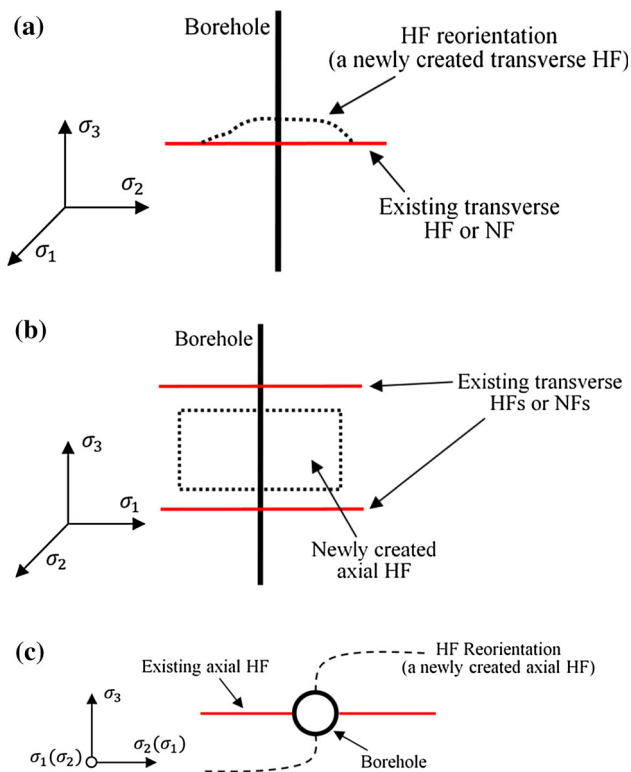 (a)
Borehole
HF reorientation
(a newly created transverse HF)
σ3
σ2
σ1
Existing transverse
HF or NF
(b)
Borehole
Existing transverse
HFs or NFs
σ3
σ1
σ2
Newly created
axial HF
(c)
HF Reorientation
(a newly created axial HF)
Existing axial HF
σ3
σ1(σ2)
σ2(σ1)
Borehole